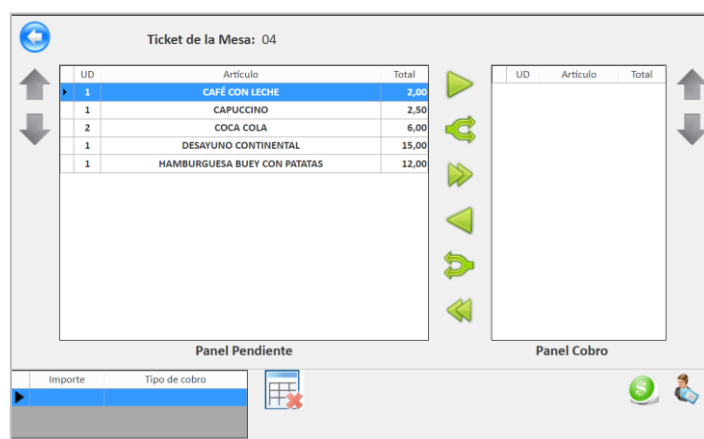 Ticket de la Mesa: 04
UD Artículo Total
1 CAFÉ CON LECHE 2,00
1 CAPUCCINO 2,50
2 COCA COLA 6,00
1 DESAYUNO CONTINENTAL 15,00
1 HAMBURGUESA BUEY CON PATATAS 12,00
UD Artículo Total
Panel Pendiente
Panel Cobro
Importe Tipo de cobro